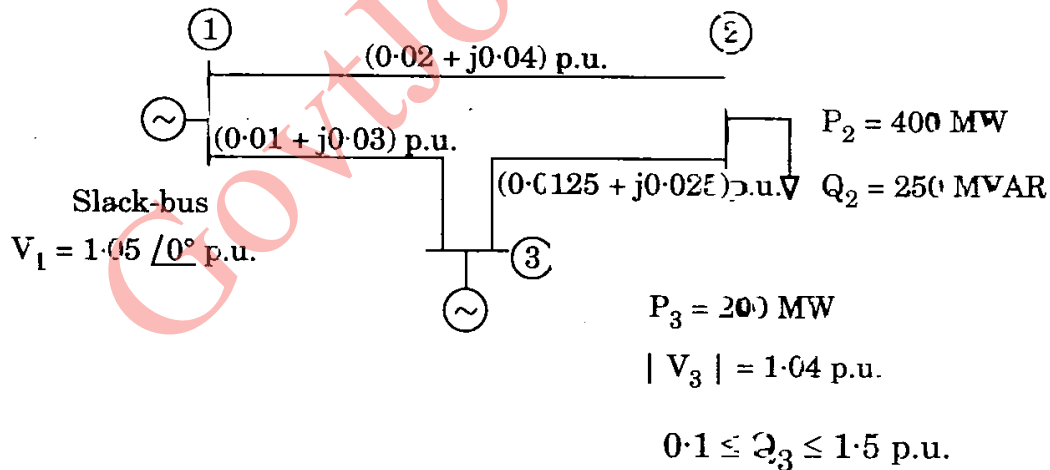 1
2
(0·02 + j0·04) p.u.
P₂ = 400 MW
(0·01 + j0·03) p.u.
(0·0125 + j0·025) p.u.
Q₂ = 250 MVAR
Slack-bus
V₁ = 1·05 /0° p.u.
3
P₃ = 200 MW
| V₃ | = 1·04 p.u.
0·1 ≤ Q₃ ≤ 1·5 p.u.